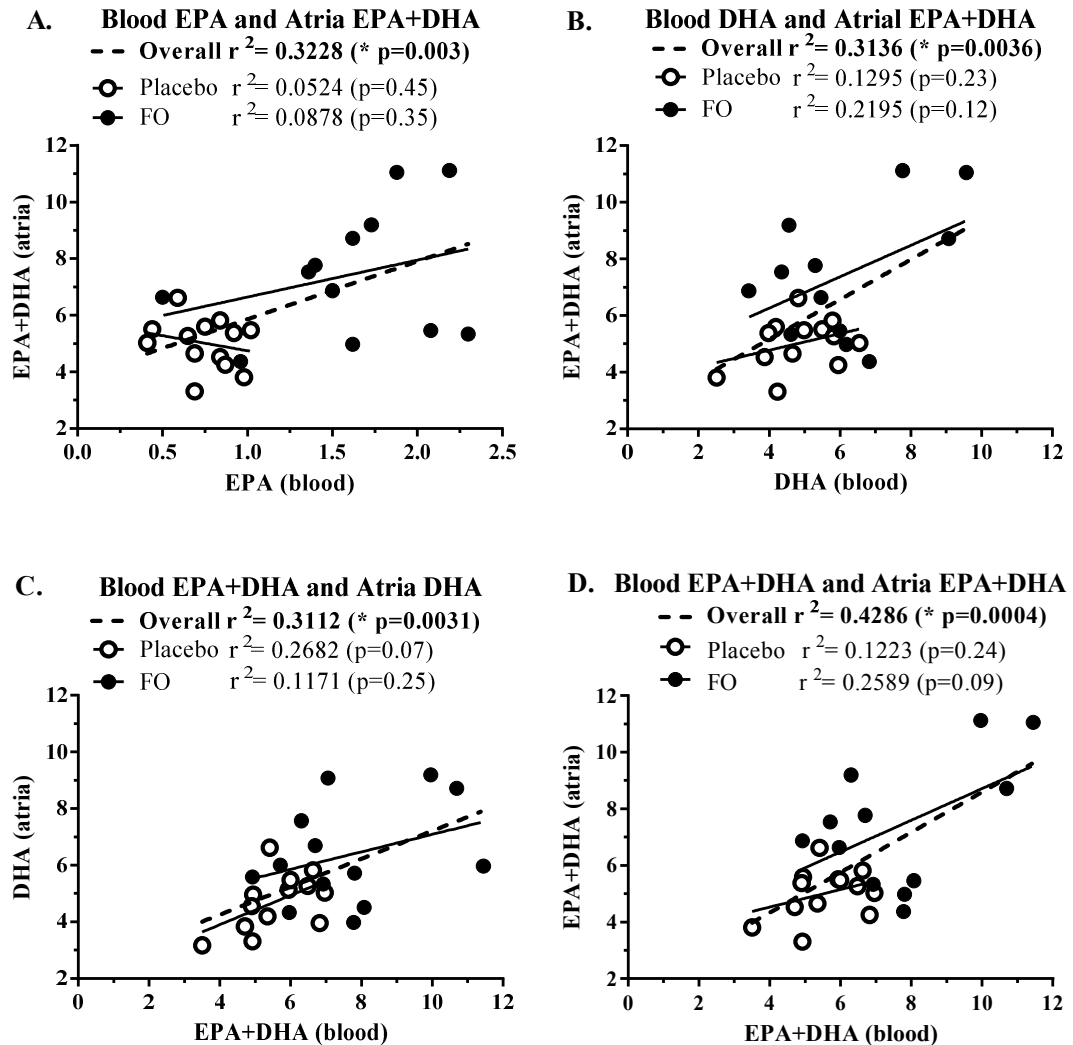 A. Blood EPA and Atria EPA+DHA
Overall r ²= 0.3228 (* p=0.003)
Placebo r ²= 0.0524 (p=0.45)
FO r ²= 0.0878 (p=0.35)
EPA+DHA (atria)
12
10
8
6
4
2
0.0 0.5 1.0 1.5 2.0 2.5
EPA (blood)
B. Blood DHA and Atrial EPA+DHA
Overall r ²= 0.3136 (* p=0.0036)
Placebo r ²= 0.1295 (p=0.23)
FO r ²= 0.2195 (p=0.12)
EPA+DHA (atria)
12
10
8
6
4
2
0 2 4 6 8 10 12
DHA (blood)
C. Blood EPA+DHA and Atria DHA
Overall r ²= 0.3112 (* p=0.0031)
Placebo r ²= 0.2682 (p=0.07)
FO r ²= 0.1171 (p=0.25)
DHA (atria)
12
10
8
6
4
2
0 2 4 6 8 10 12
EPA+DHA (blood)
D. Blood EPA+DHA and Atria EPA+DHA
Overall r ²= 0.4286 (* p=0.0004)
Placebo r ²= 0.1223 (p=0.24)
FO r ²= 0.2589 (p=0.09)
EPA+DHA (atria)
12
10
8
6
4
2
0 2 4 6 8 10 12
EPA+DHA (blood)